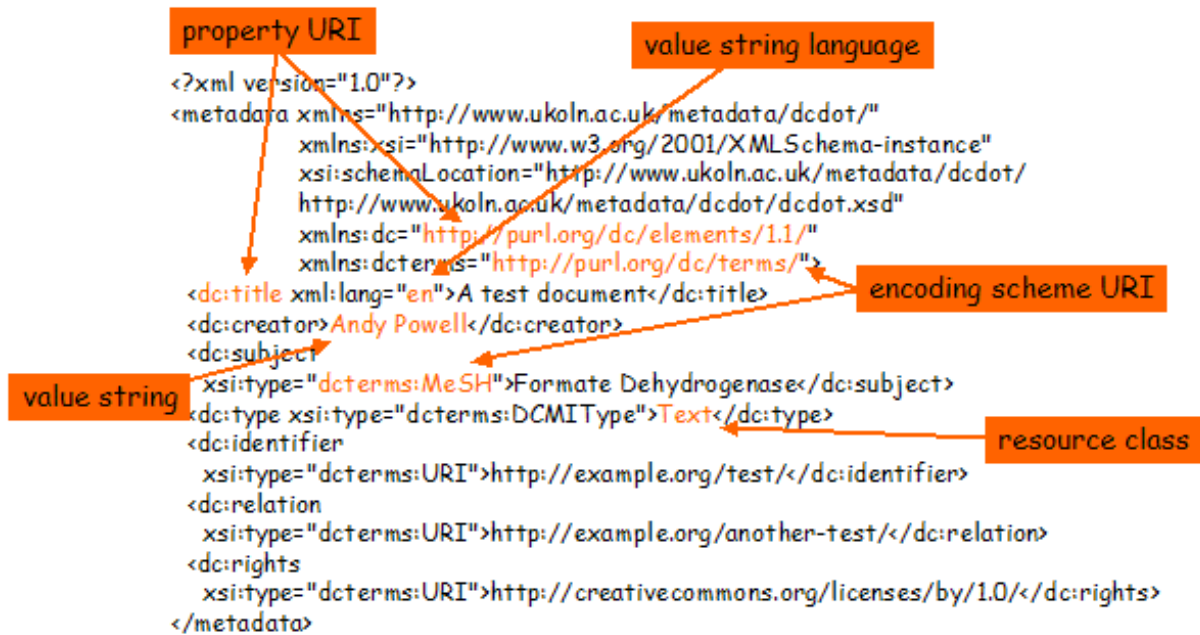 property URI
value string language
<?xml version="1.0"?>
<metadata xmlns="http://www.ukoln.ac.uk/metadata/dcdot/"
xmlns:xsi="http://www.w3.org/2001/XMLSchema-instance"
xsi:schemaLocation="http://www.ukoln.ac.uk/metadata/dcdot/
http://www.ukoln.ac.uk/metadata/dcdot/dcdot.xsd"
xmlns:dc="http://purl.org/dc/elements/1.1/"
xmlns:dcterms="http://purl.org/dc/terms/">
encoding scheme URI
<dc:title xml:lang="en">A test document</dc:title>
<dc:creator>Andy Powell</dc:creator>
<dc:subject
value string
xsi:type="dcterms:MeSH">Formate Dehydrogenase</dc:subject>
<dc:type xsi:type="dcterms:DCMIType">Text</dc:type>
resource class
<dc:identifier
xsi:type="dcterms:URI">http://example.org/test/</dc:identifier>
<dc:relation
xsi:type="dcterms:URI">http://example.org/another-test/</dc:relation>
<dc:rights
xsi:type="dcterms:URI">http://creativecommons.org/licenses/by/1.0/</dc:rights>
</metadata>